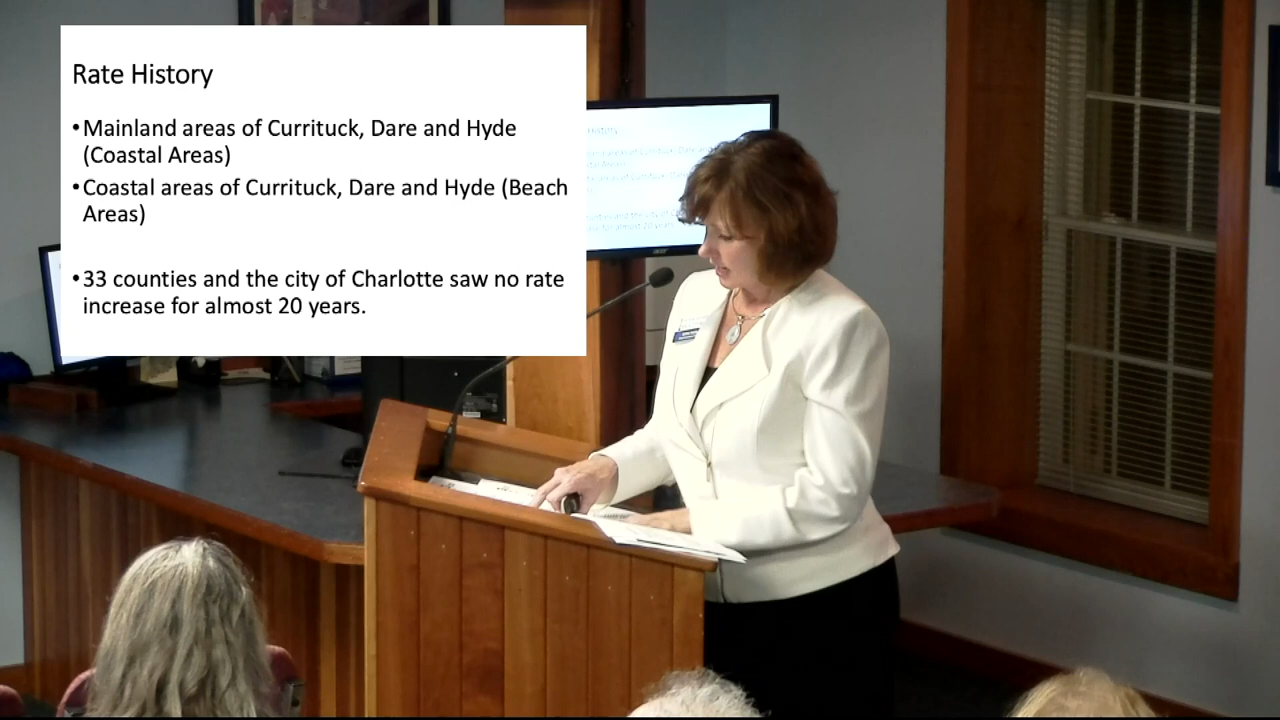 Rate History
•Mainland areas of Currituck, Dare and Hyde
(Coastal Areas)
•Coastal areas of Currituck, Dare and Hyde (Beach
Areas)
•33 counties and the city of Charlotte saw no rate
increase for almost 20 years.
acer